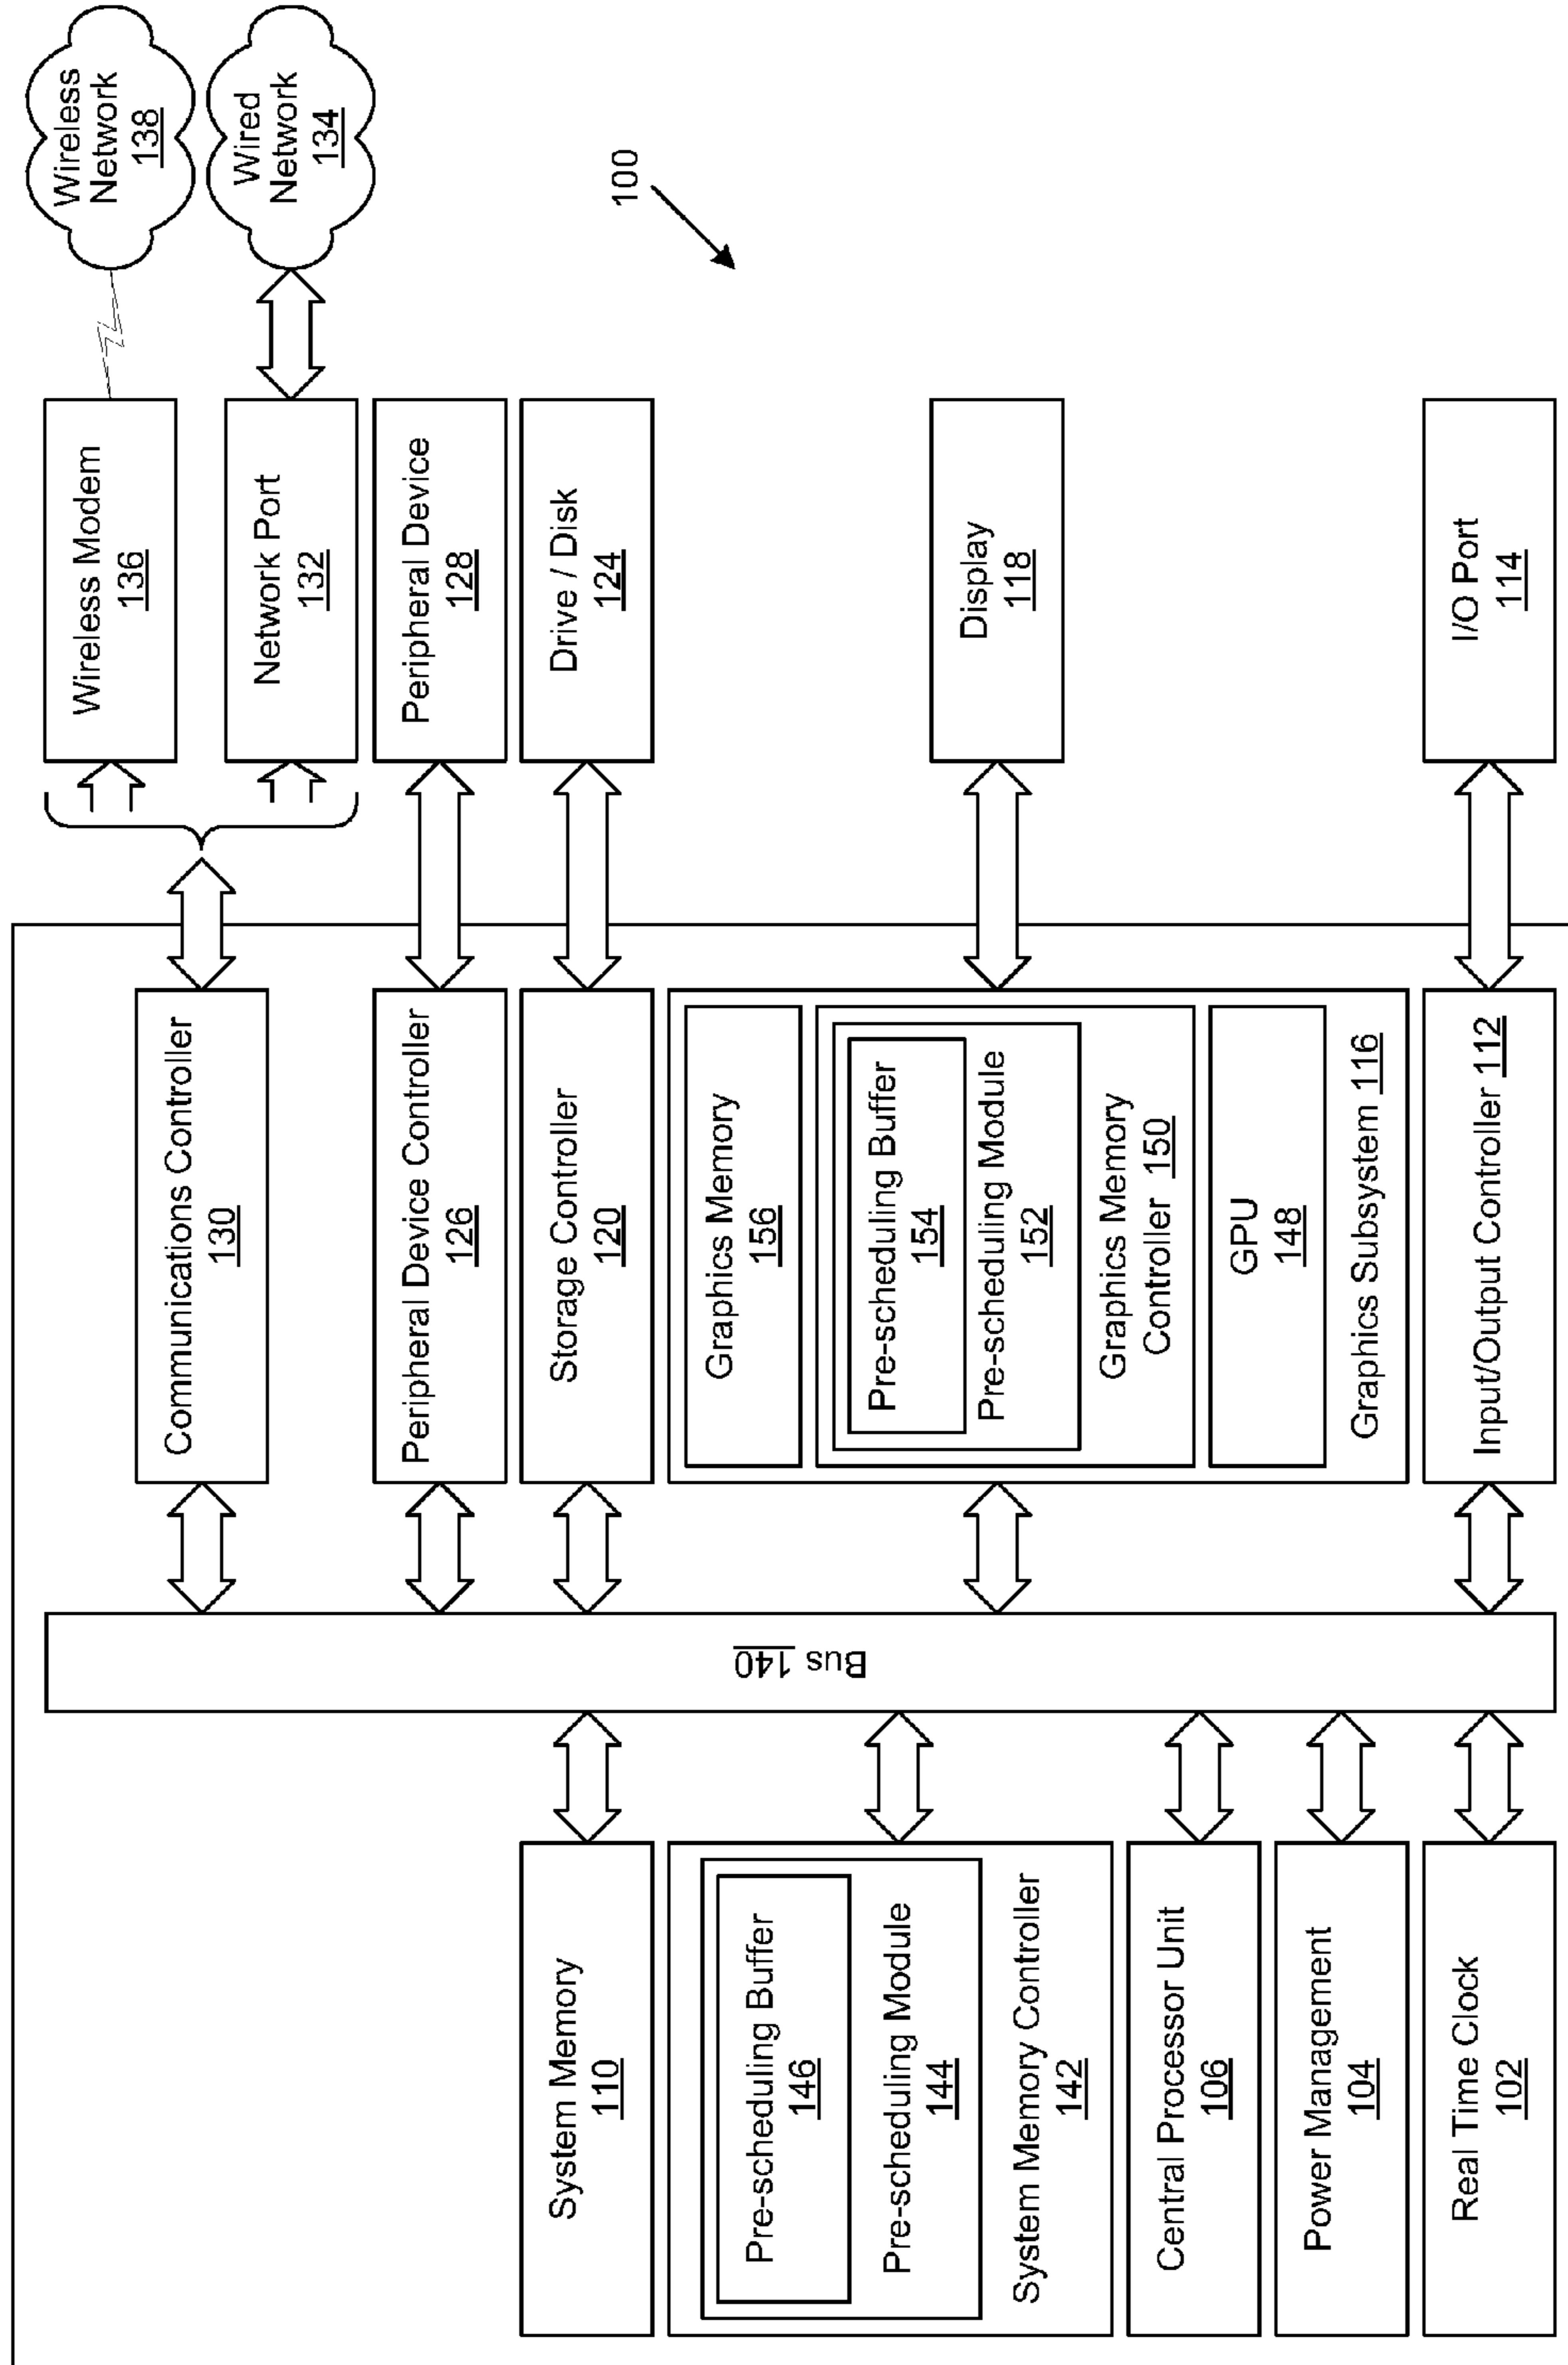 Wireless
Network
138
Wired
Network
134
100
Wireless Modem
136
Network Port
132
Peripheral Device
128
Drive / Disk
124
Display
118
I/O Port
114
Communications Controller
130
Peripheral Device Controller
126
Storage Controller
120
Graphics Memory
156
Pre-scheduling Buffer
154
Pre-scheduling Module
152
Graphics Memory
Controller 150
GPU
148
Graphics Subsystem 116
Input/Output Controller 112
Bus 140
System Memory
110
Pre-scheduling Buffer
146
Pre-scheduling Module
144
System Memory Controller
142
Central Processor Unit
106
Power Management
104
Real Time Clock
102